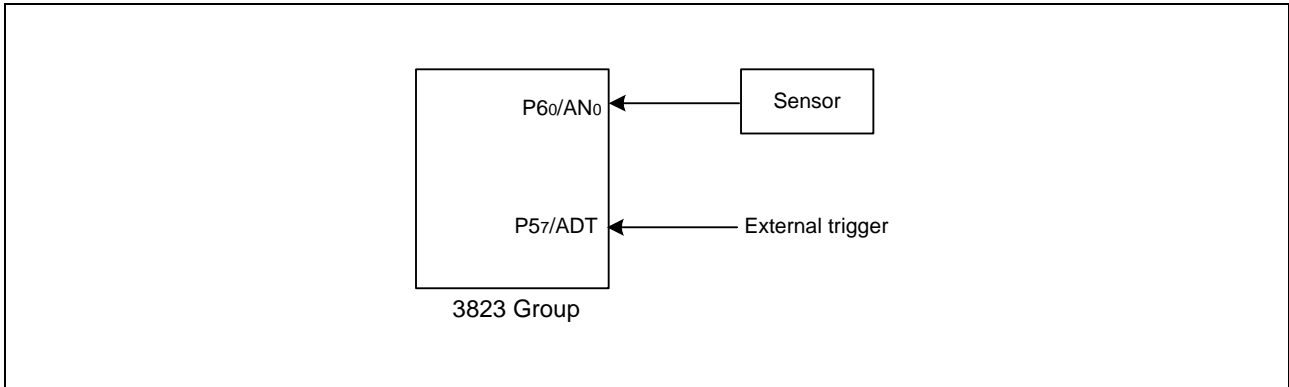 P60/AN0
Sensor
P57/ADT
External trigger
3823 Group